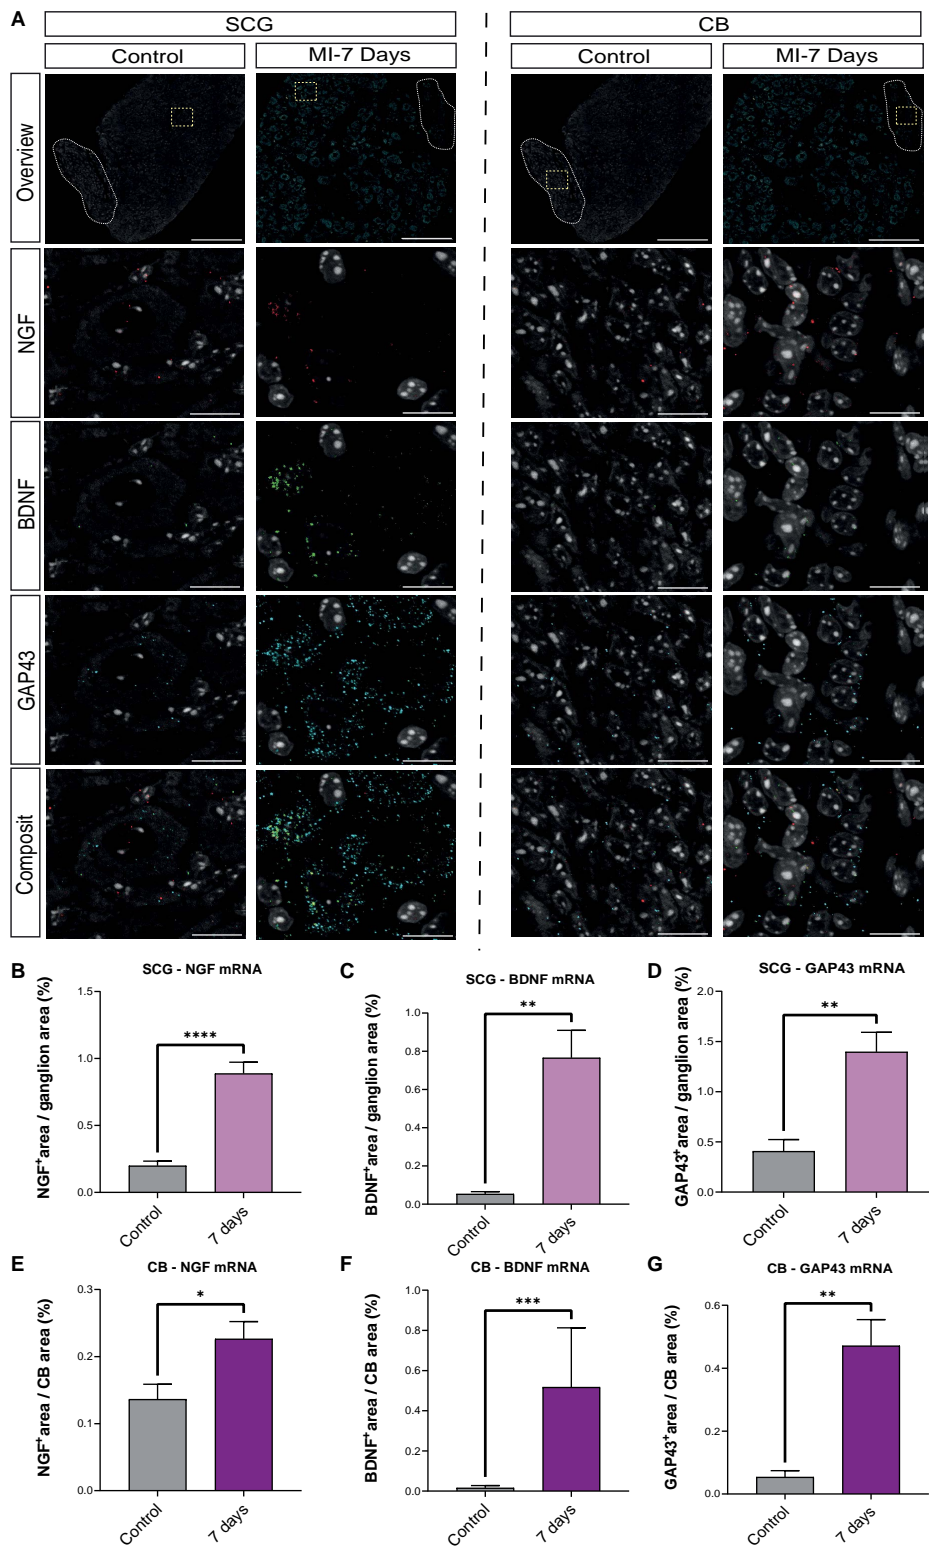 A
SCG
CB
Control
MI-7 Days
Control
MI-7 Days
Overview
NGF
BDNF
GAP43
Composit
B
SCG - NGF mRNA
NGF⁺area / ganglion area (%)
1.5
1.0
0.5
0.0
****
Control
7 days
C
SCG - BDNF mRNA
BDNF⁺area / ganglion area (%)
1.0
0.8
0.6
0.4
0.2
0.0
**
Control
7 days
D
SCG - GAP43 mRNA
GAP43⁺area / ganglion area (%)
2.0
1.5
1.0
0.5
0.0
**
Control
7 days
E
CB - NGF mRNA
NGF⁺area / CB area (%)
0.3
0.2
0.1
0.0
*
Control
7 days
F
CB - BDNF mRNA
BDNF⁺area / CB area (%)
1.0
0.8
0.6
0.4
0.2
0.0
***
Control
7 days
G
CB - GAP43 mRNA
GAP43⁺area / CB area (%)
0.6
0.4
0.2
0.0
**
Control
7 days